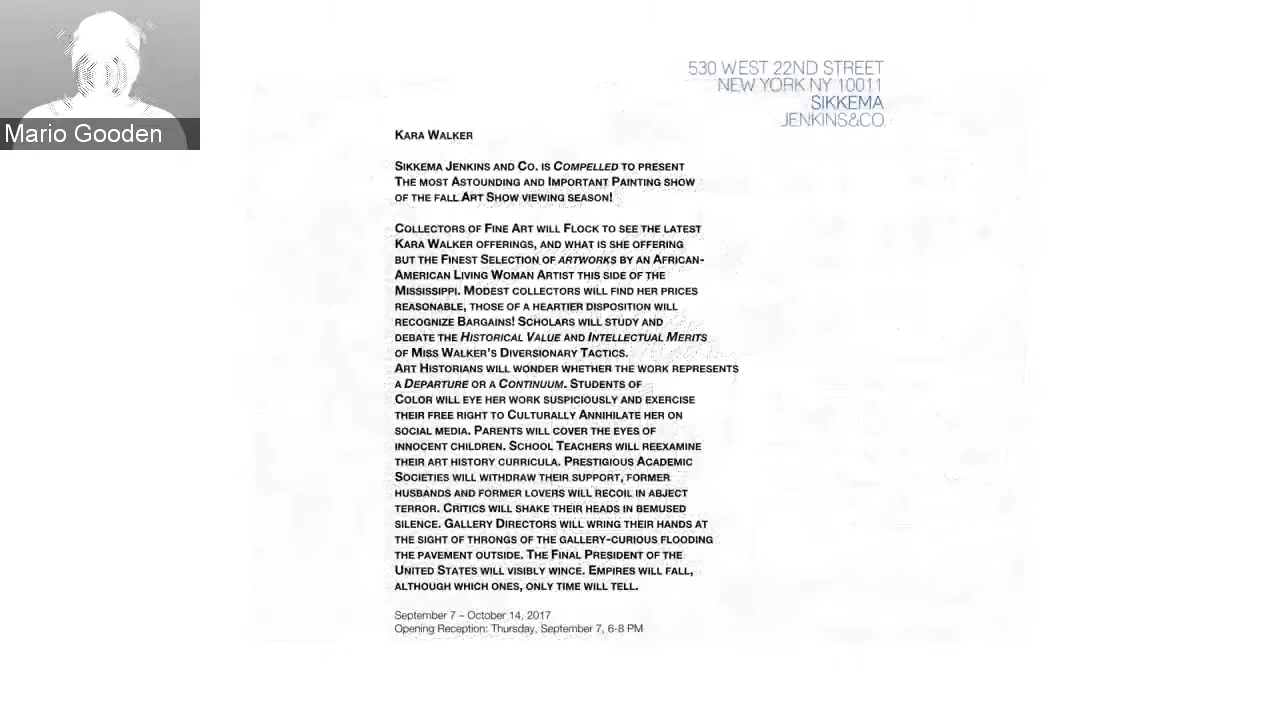 Mario Gooden
530 WEST 22ND STREET
NEW YORK NY 10011
SIKKEMA
JENKINS&CO.
KARA WALKER
SIKKEMA JENKINS AND CO. IS COMPELLED TO PRESENT
THE MOST ASTOUNDING AND IMPORTANT PAINTING SHOW
OF THE FALL ART SHOW VIEWING SEASON!
COLLECTORS OF FINE ART WILL FLOCK TO SEE THE LATEST
KARA WALKER OFFERINGS, AND WHAT IS SHE OFFERING
BUT THE FINEST SELECTION OF ARTWORKS BY AN AFRICAN-
AMERICAN LIVING WOMAN ARTIST THIS SIDE OF THE
MISSISSIPPI. MODEST COLLECTORS WILL FIND HER PRICES
REASONABLE, THOSE OF A HEARTIER DISPOSITION WILL
RECOGNIZE BARGAINS! SCHOLARS WILL STUDY AND
DEBATE THE HISTORICAL VALUE AND INTELLECTUAL MERITS
OF MISS WALKER'S DIVERSIONARY TACTICS.
ART HISTORIANS WILL WONDER WHETHER THE WORK REPRESENTS
A DEPARTURE OR A CONTINUUM. STUDENTS OF
COLOR WILL EYE HER WORK SUSPICIOUSLY AND EXERCISE
THEIR FREE RIGHT TO CULTURALLY ANNIHILATE HER ON
SOCIAL MEDIA. PARENTS WILL COVER THE EYES OF
INNOCENT CHILDREN. SCHOOL TEACHERS WILL REEXAMINE
THEIR ART HISTORY CURRICULA. PRESTIGIOUS ACADEMIC
SOCIETIES WILL WITHDRAW THEIR SUPPORT, FORMER
HUSBANDS AND FORMER LOVERS WILL RECOIL IN ABJECT
TERROR. CRITICS WILL SHAKE THEIR HEADS IN BEMUSED
SILENCE. GALLERY DIRECTORS WILL WRING THEIR HANDS AT
THE SIGHT OF THRONGS OF THE GALLERY-CURIOUS FLOODING
THE PAVEMENT OUTSIDE. THE FINAL PRESIDENT OF THE
UNITED STATES WILL VISIBLY WINCE. EMPIRES WILL FALL,
ALTHOUGH WHICH ONES, ONLY TIME WILL TELL.
September 7 – October 14, 2017
Opening Reception: Thursday, September 7, 6-8 PM